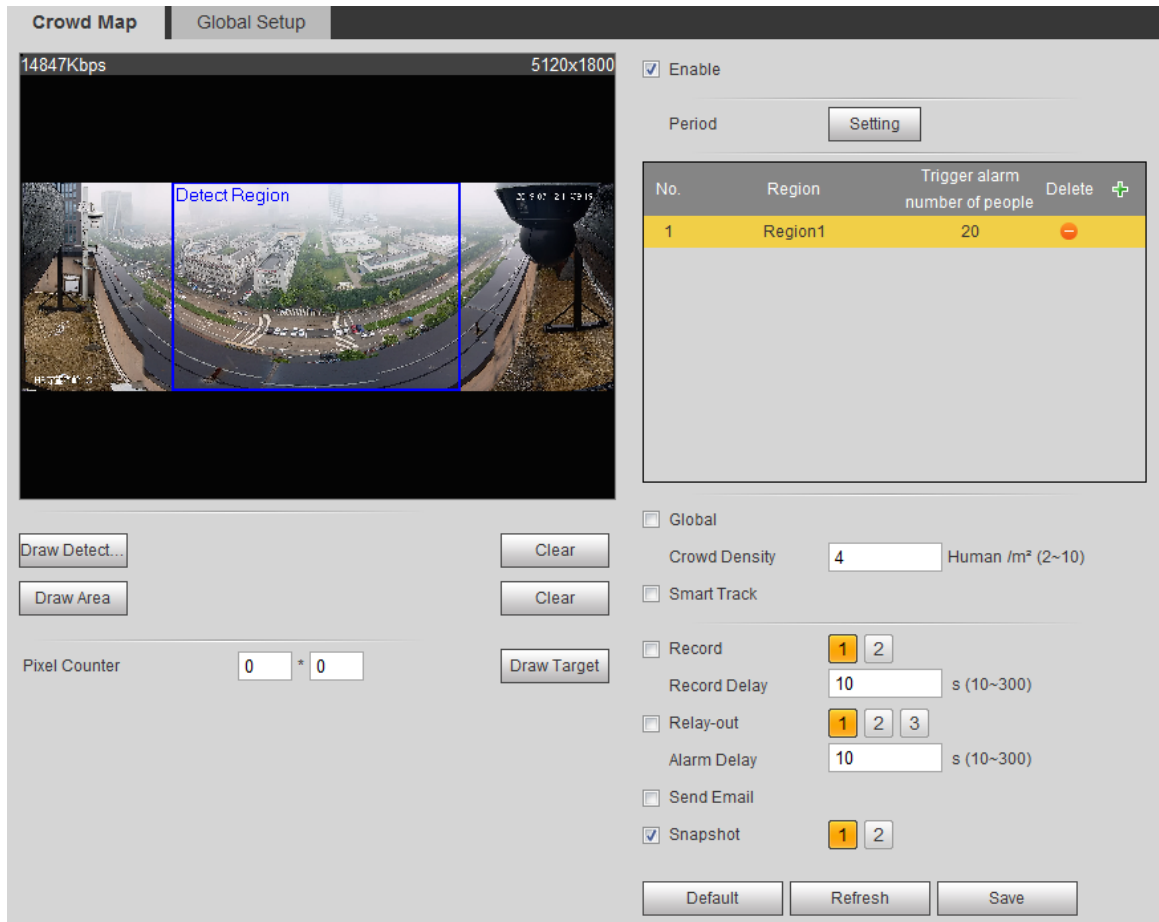 Crowd Map Global Setup
14847Kbps 5120x1800
Detect Region
Enable
Period Setting
No. Region Trigger alarm number of people Delete
1 Region1 20
Draw Detect... Clear
Draw Area Clear
Pixel Counter 0 * 0 Draw Target
Global
Crowd Density 4 Human /m² (2~10)
Smart Track
Record 1 2
Record Delay 10 s (10~300)
Relay-out 1 2 3
Alarm Delay 10 s (10~300)
Send Email
Snapshot 1 2
Default Refresh Save